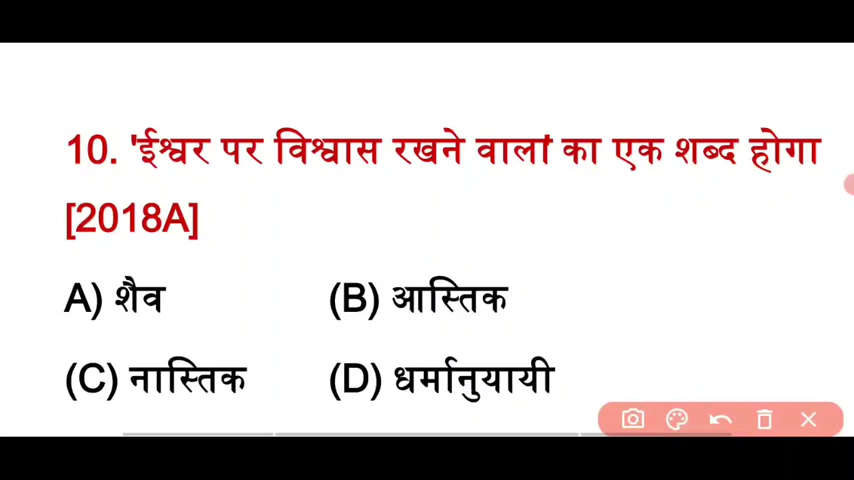 10. 'ईश्वर पर विश्वास रखने वाला' का एक शब्द होगा
[2018A]
A) शैव (B) आस्तिक
(C) नास्तिक (D) धर्मानुयायी